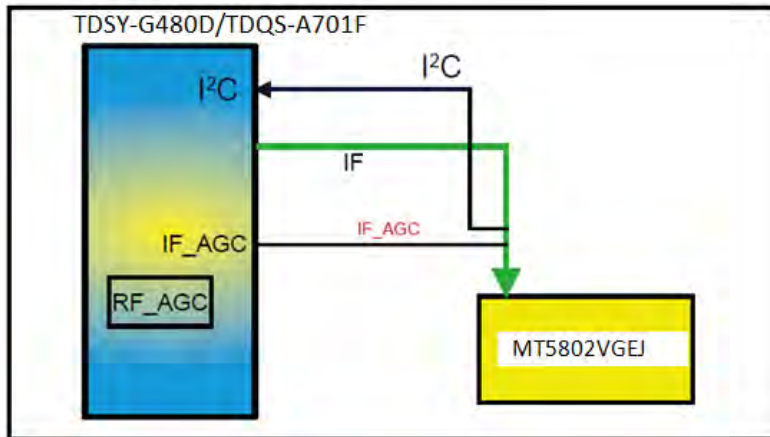 TDSY-G480D/TDQS-A701F
I²C
I²C
IF
IF_AGC
IF_AGC
RF_AGC
MT5802VGEJ